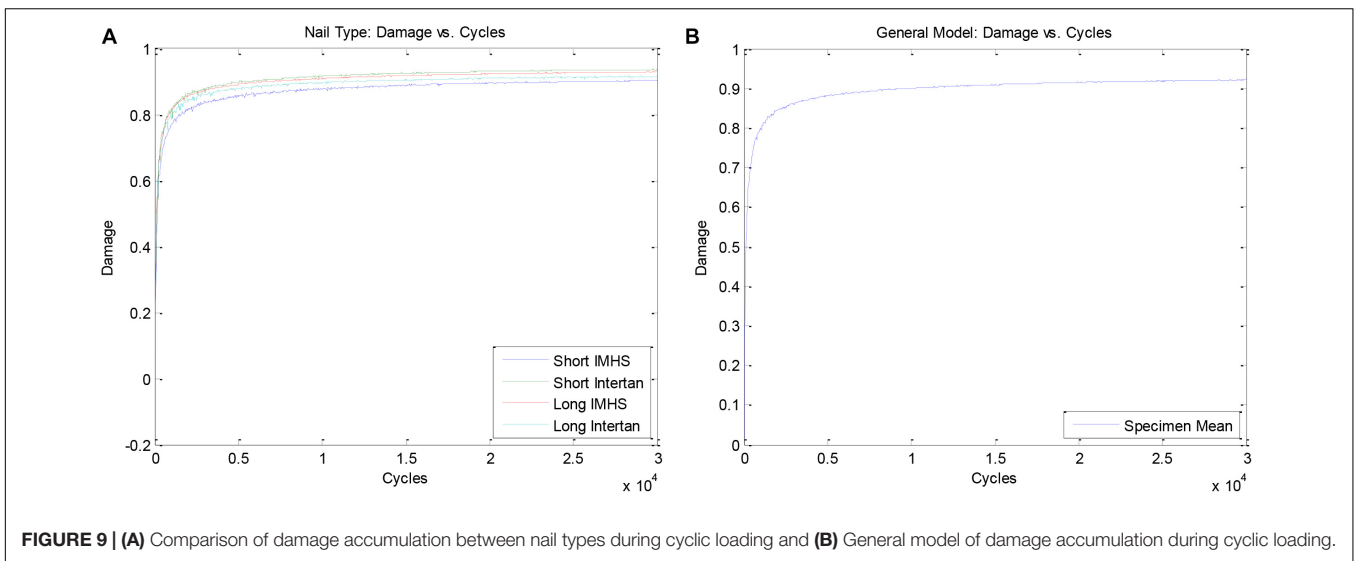 A
Nail Type: Damage vs. Cycles
1
0.8
0.6
0.4
0.2
0
-0.2
Damage
0
0.5
1
1.5
2
2.5
3
Cycles
x 10^4
Short IMHS
Short Intertan
Long IMHS
Long Intertan
B
General Model: Damage vs. Cycles
1
0.9
0.8
0.7
0.6
0.5
0.4
0.3
0.2
0.1
0
Damage
0
0.5
1
1.5
2
2.5
3
Cycles
x 10^4
Specimen Mean
FIGURE 9 | (A) Comparison of damage accumulation between nail types during cyclic loading and (B) General model of damage accumulation during cyclic loading.